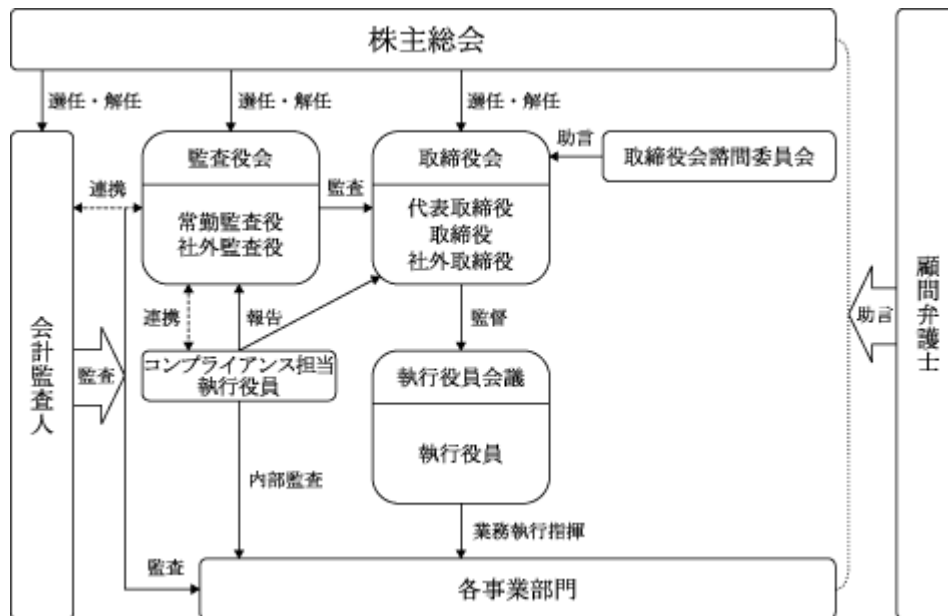 株主総会
選任・解任
選任・解任
選任・解任
監査役会
常勤監査役
社外監査役
取締役会
代表取締役
取締役
社外取締役
助言
取締役会諮問委員会
連携
監査
連携
報告
監督
会計監査人
監査
コンプライアンス担当
執行役員
執行役員会議
執行役員
助言
顧問弁護士
内部監査
業務執行指揮
監査
各事業部門